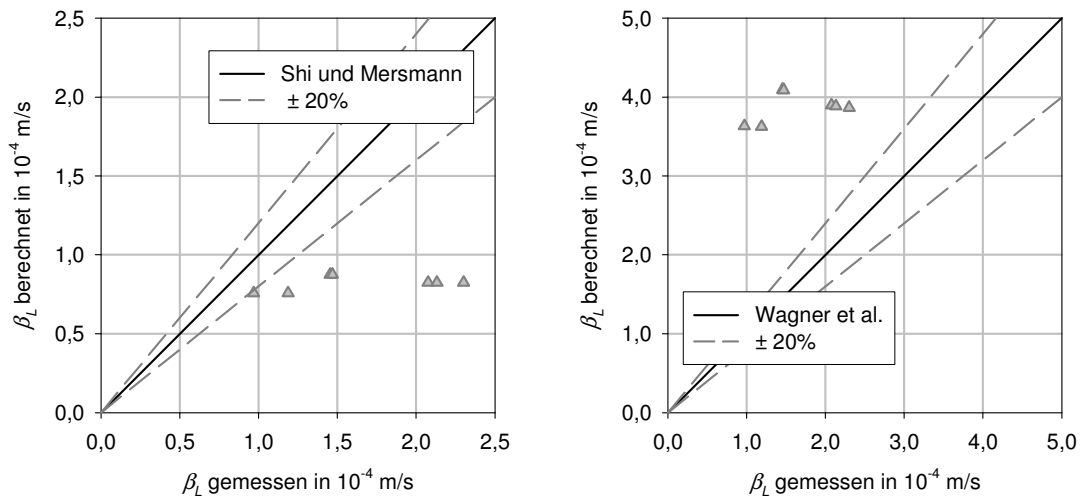 2,5
2,0
1,5
1,0
0,5
0,0
β_L berechnet in 10⁻⁴ m/s
Shi und Mersmann
± 20%
0,0 0,5 1,0 1,5 2,0 2,5
β_L gemessen in 10⁻⁴ m/s
5,0
4,0
3,0
2,0
1,0
0,0
β_L berechnet in 10⁻⁴ m/s
Wagner et al.
± 20%
0,0 1,0 2,0 3,0 4,0 5,0
β_L gemessen in 10⁻⁴ m/s